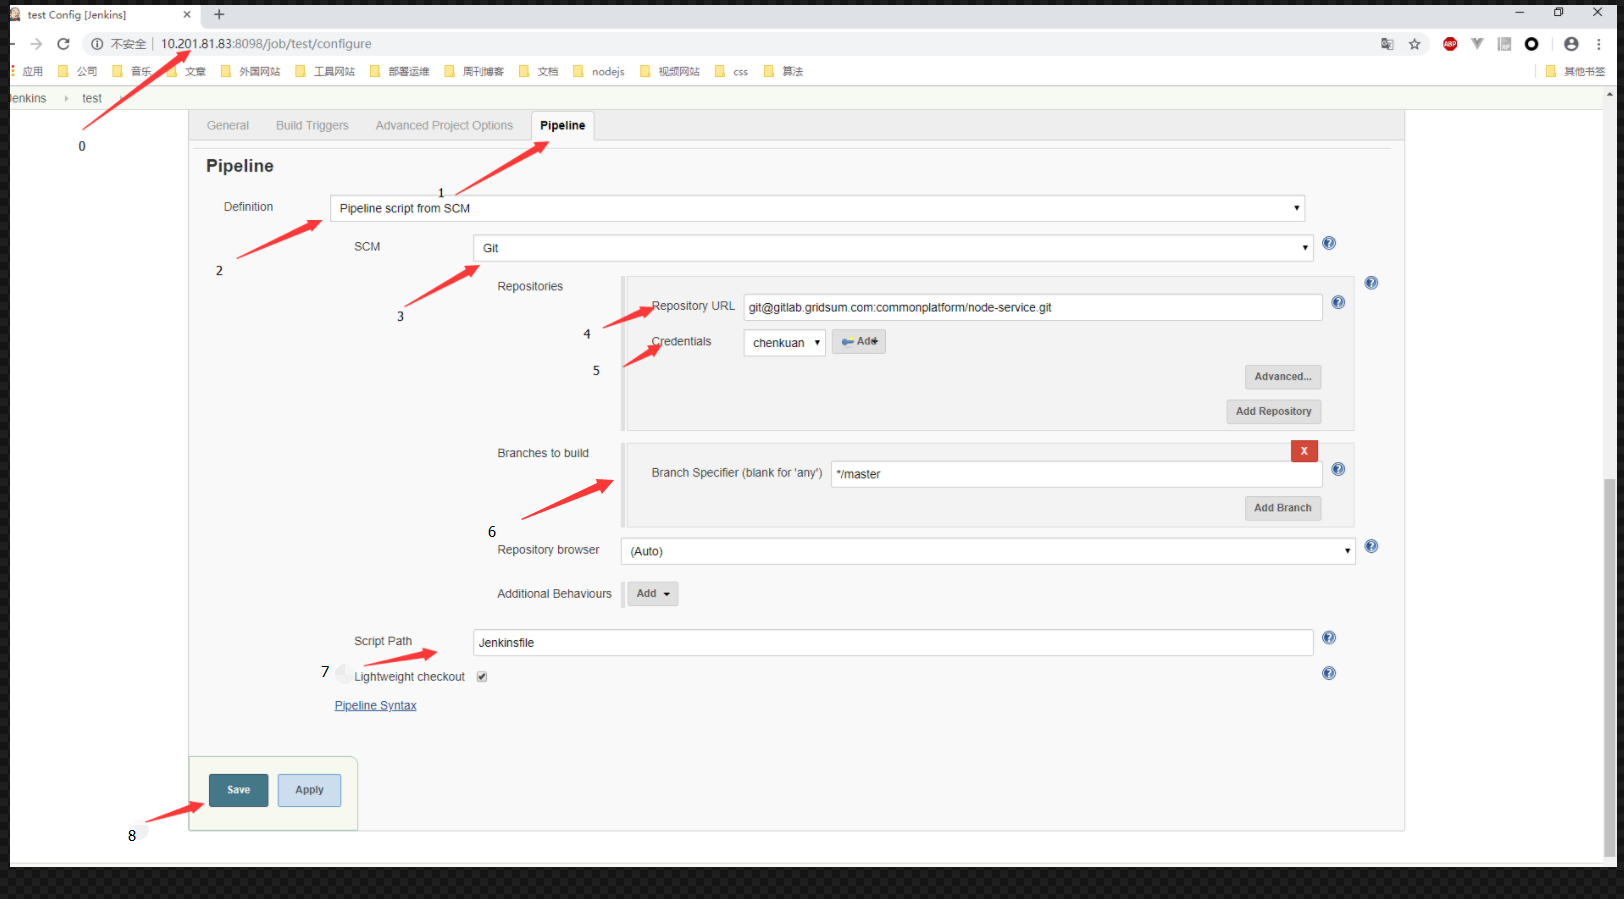 test Config [Jenkins]
不安全 | 10.201.81.83:8098/job/test/configure
应用 公司 音乐 文章 外国网站 工具网站 部署运维 周刊博客 文档 nodejs 视频网站 css 算法 其他书签
enkins test
0
General Build Triggers Advanced Project Options Pipeline
Pipeline
1
Definition Pipeline script from SCM
2
SCM Git
3
Repositories
Repository URL git@gitlab.gridsum.com:commonplatform/node-service.git
4
Credentials chenkuan Add
5
Advanced...
Add Repository
Branches to build X
Branch Specifier (blank for 'any') */master
Add Branch
6
Repository browser (Auto)
Additional Behaviours Add
Script Path Jenkinsfile
7
Lightweight checkout
Pipeline Syntax
Save Apply
8